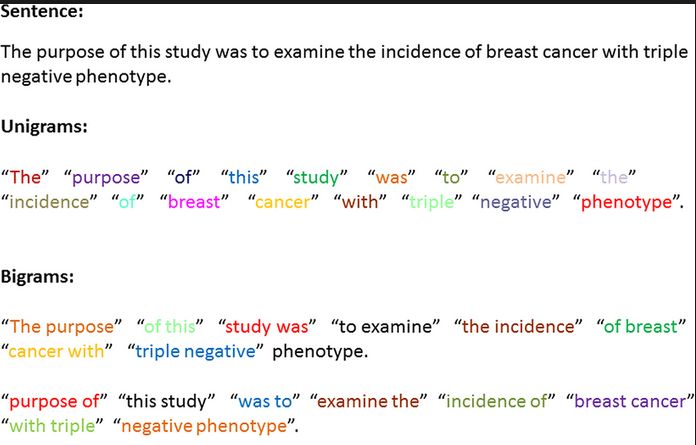 Sentence:
The purpose of this study was to examine the incidence of breast cancer with triple
negative phenotype.
Unigrams:
“The” “purpose” “of” “this” “study” “was” “to” “examine” “the”
“incidence” “of” “breast” “cancer” “with” “triple” “negative” “phenotype”.
Bigrams:
“The purpose” “of this” “study was” “to examine” “the incidence” “of breast”
“cancer with” “triple negative” phenotype.
“purpose of” “this study” “was to” “examine the” “incidence of” “breast cancer”
“with triple” “negative phenotype”.